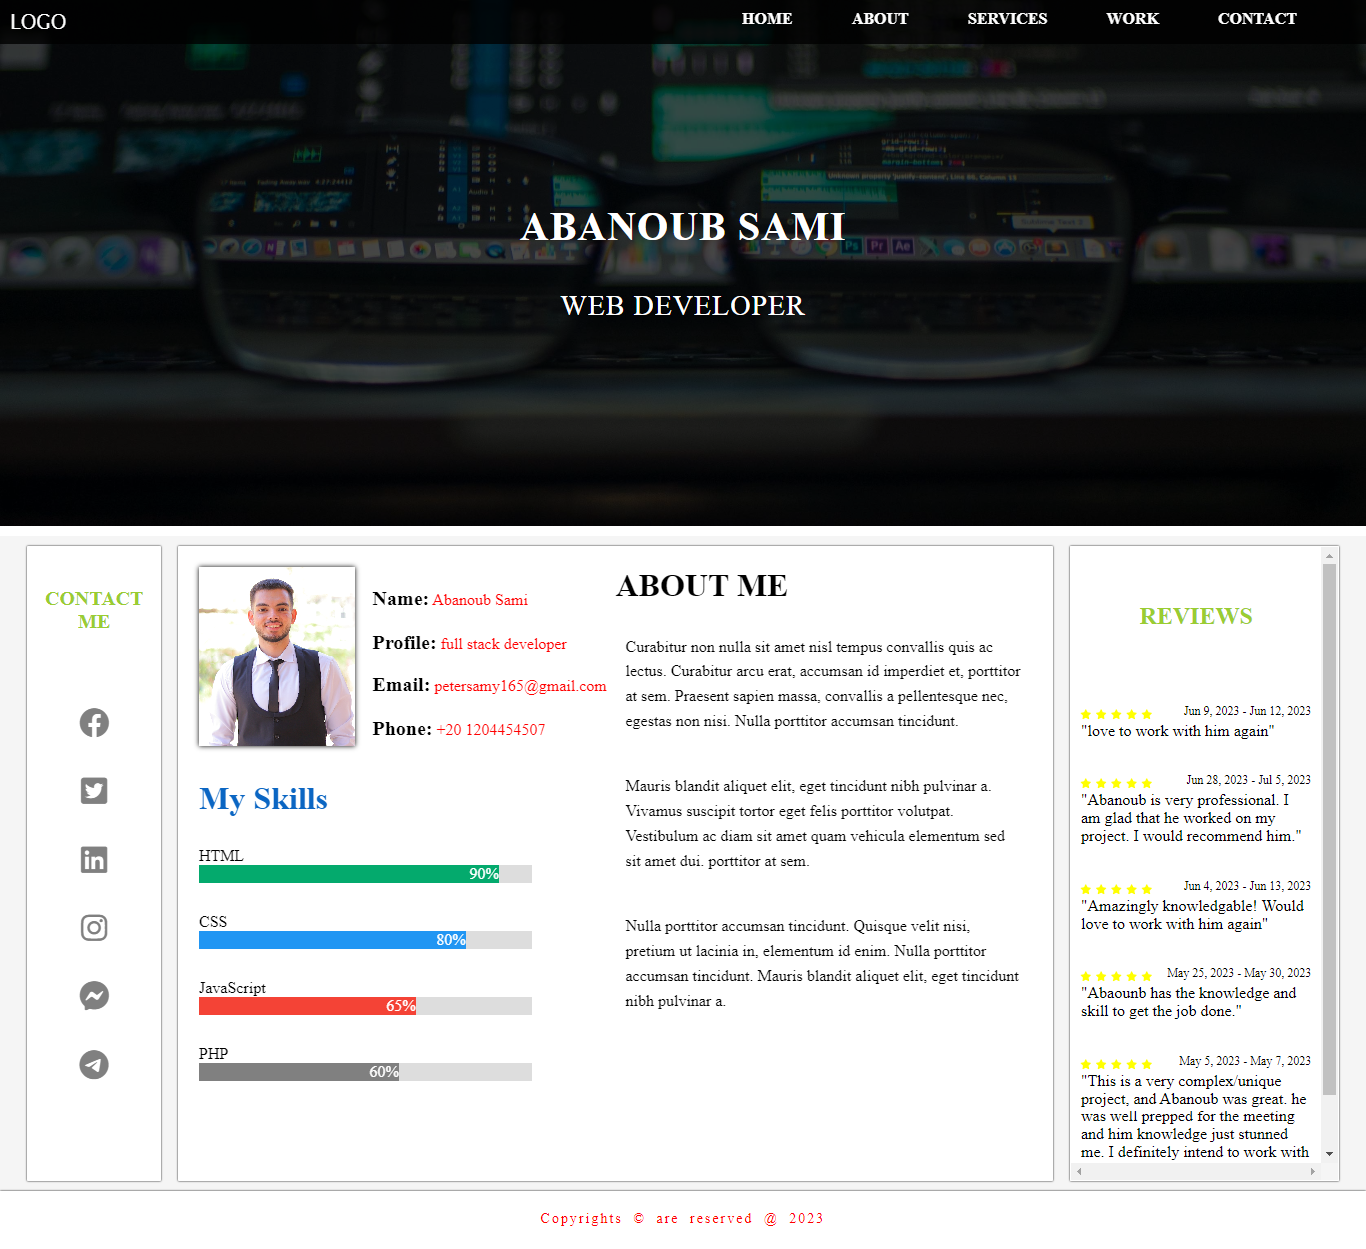 LOGO
HOME ABOUT SERVICES WORK CONTACT
Unknown property 'justify-content', Line 86, Column 15
ABANOUB SAMI
WEB DEVELOPER
CONTACT
ME
Name: Abanoub Sami
Profile: full stack developer
Email: petersamy165@gmail.com
Phone: +20 1204454507
My Skills
HTML
90%
CSS
80%
JavaScript
65%
PHP
60%
ABOUT ME
Curabitur non nulla sit amet nisl tempus convallis quis ac
lectus. Curabitur arcu erat, accumsan id imperdiet et, porttitor
at sem. Praesent sapien massa, convallis a pellentesque nec,
egestas non nisi. Nulla porttitor accumsan tincidunt.
Mauris blandit aliquet elit, eget tincidunt nibh pulvinar a.
Vivamus suscipit tortor eget felis porttitor volutpat.
Vestibulum ac diam sit amet quam vehicula elementum sed
sit amet dui. porttitor at sem.
Nulla porttitor accumsan tincidunt. Quisque velit nisi,
pretium ut lacinia in, elementum id enim. Nulla porttitor
accumsan tincidunt. Mauris blandit aliquet elit, eget tincidunt
nibh pulvinar a.
REVIEWS
Jun 9, 2023 - Jun 12, 2023
"love to work with him again"
Jun 28, 2023 - Jul 5, 2023
"Abanoub is very professional. I
am glad that he worked on my
project. I would recommend him."
Jun 4, 2023 - Jun 13, 2023
"Amazingly knowledgable! Would
love to work with him again"
May 25, 2023 - May 30, 2023
"Abaounb has the knowledge and
skill to get the job done."
May 5, 2023 - May 7, 2023
"This is a very complex/unique
project, and Abanoub was great. he
was well prepped for the meeting
and him knowledge just stunned
me. I definitely intend to work with
Copyrights © are reserved @ 2023